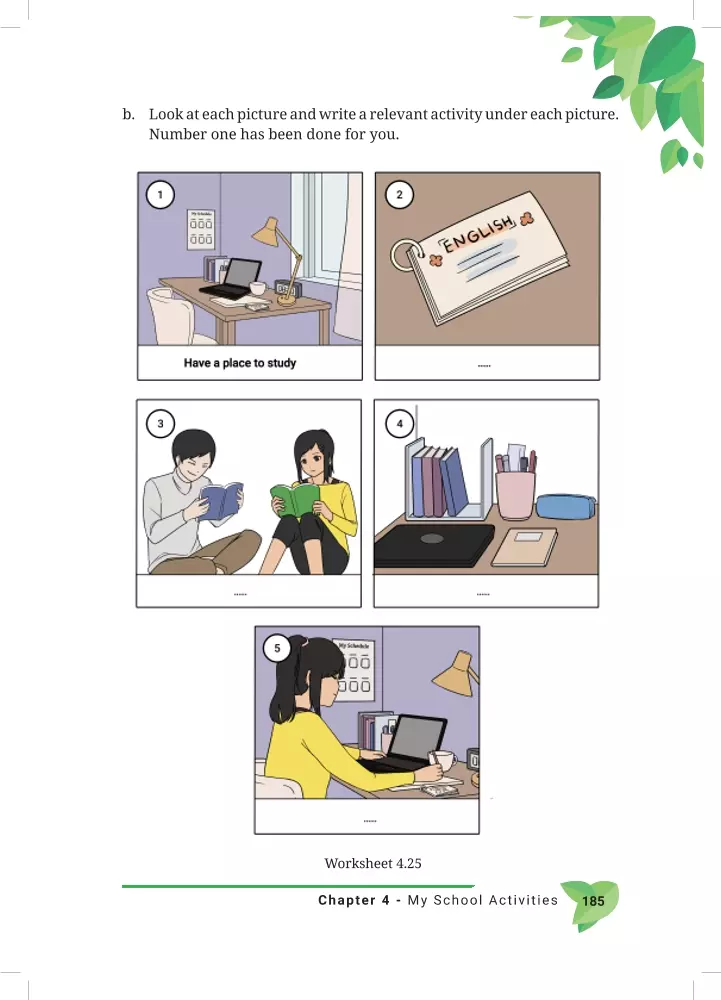 b. Look at each picture and write a relevant activity under each picture.
Number one has been done for you.
1
My Schedule
Have a place to study
2
ENGLISH
.....
3
.....
4
.....
5
My Schedule
.....
Worksheet 4.25
Chapter 4 - My School Activities 185